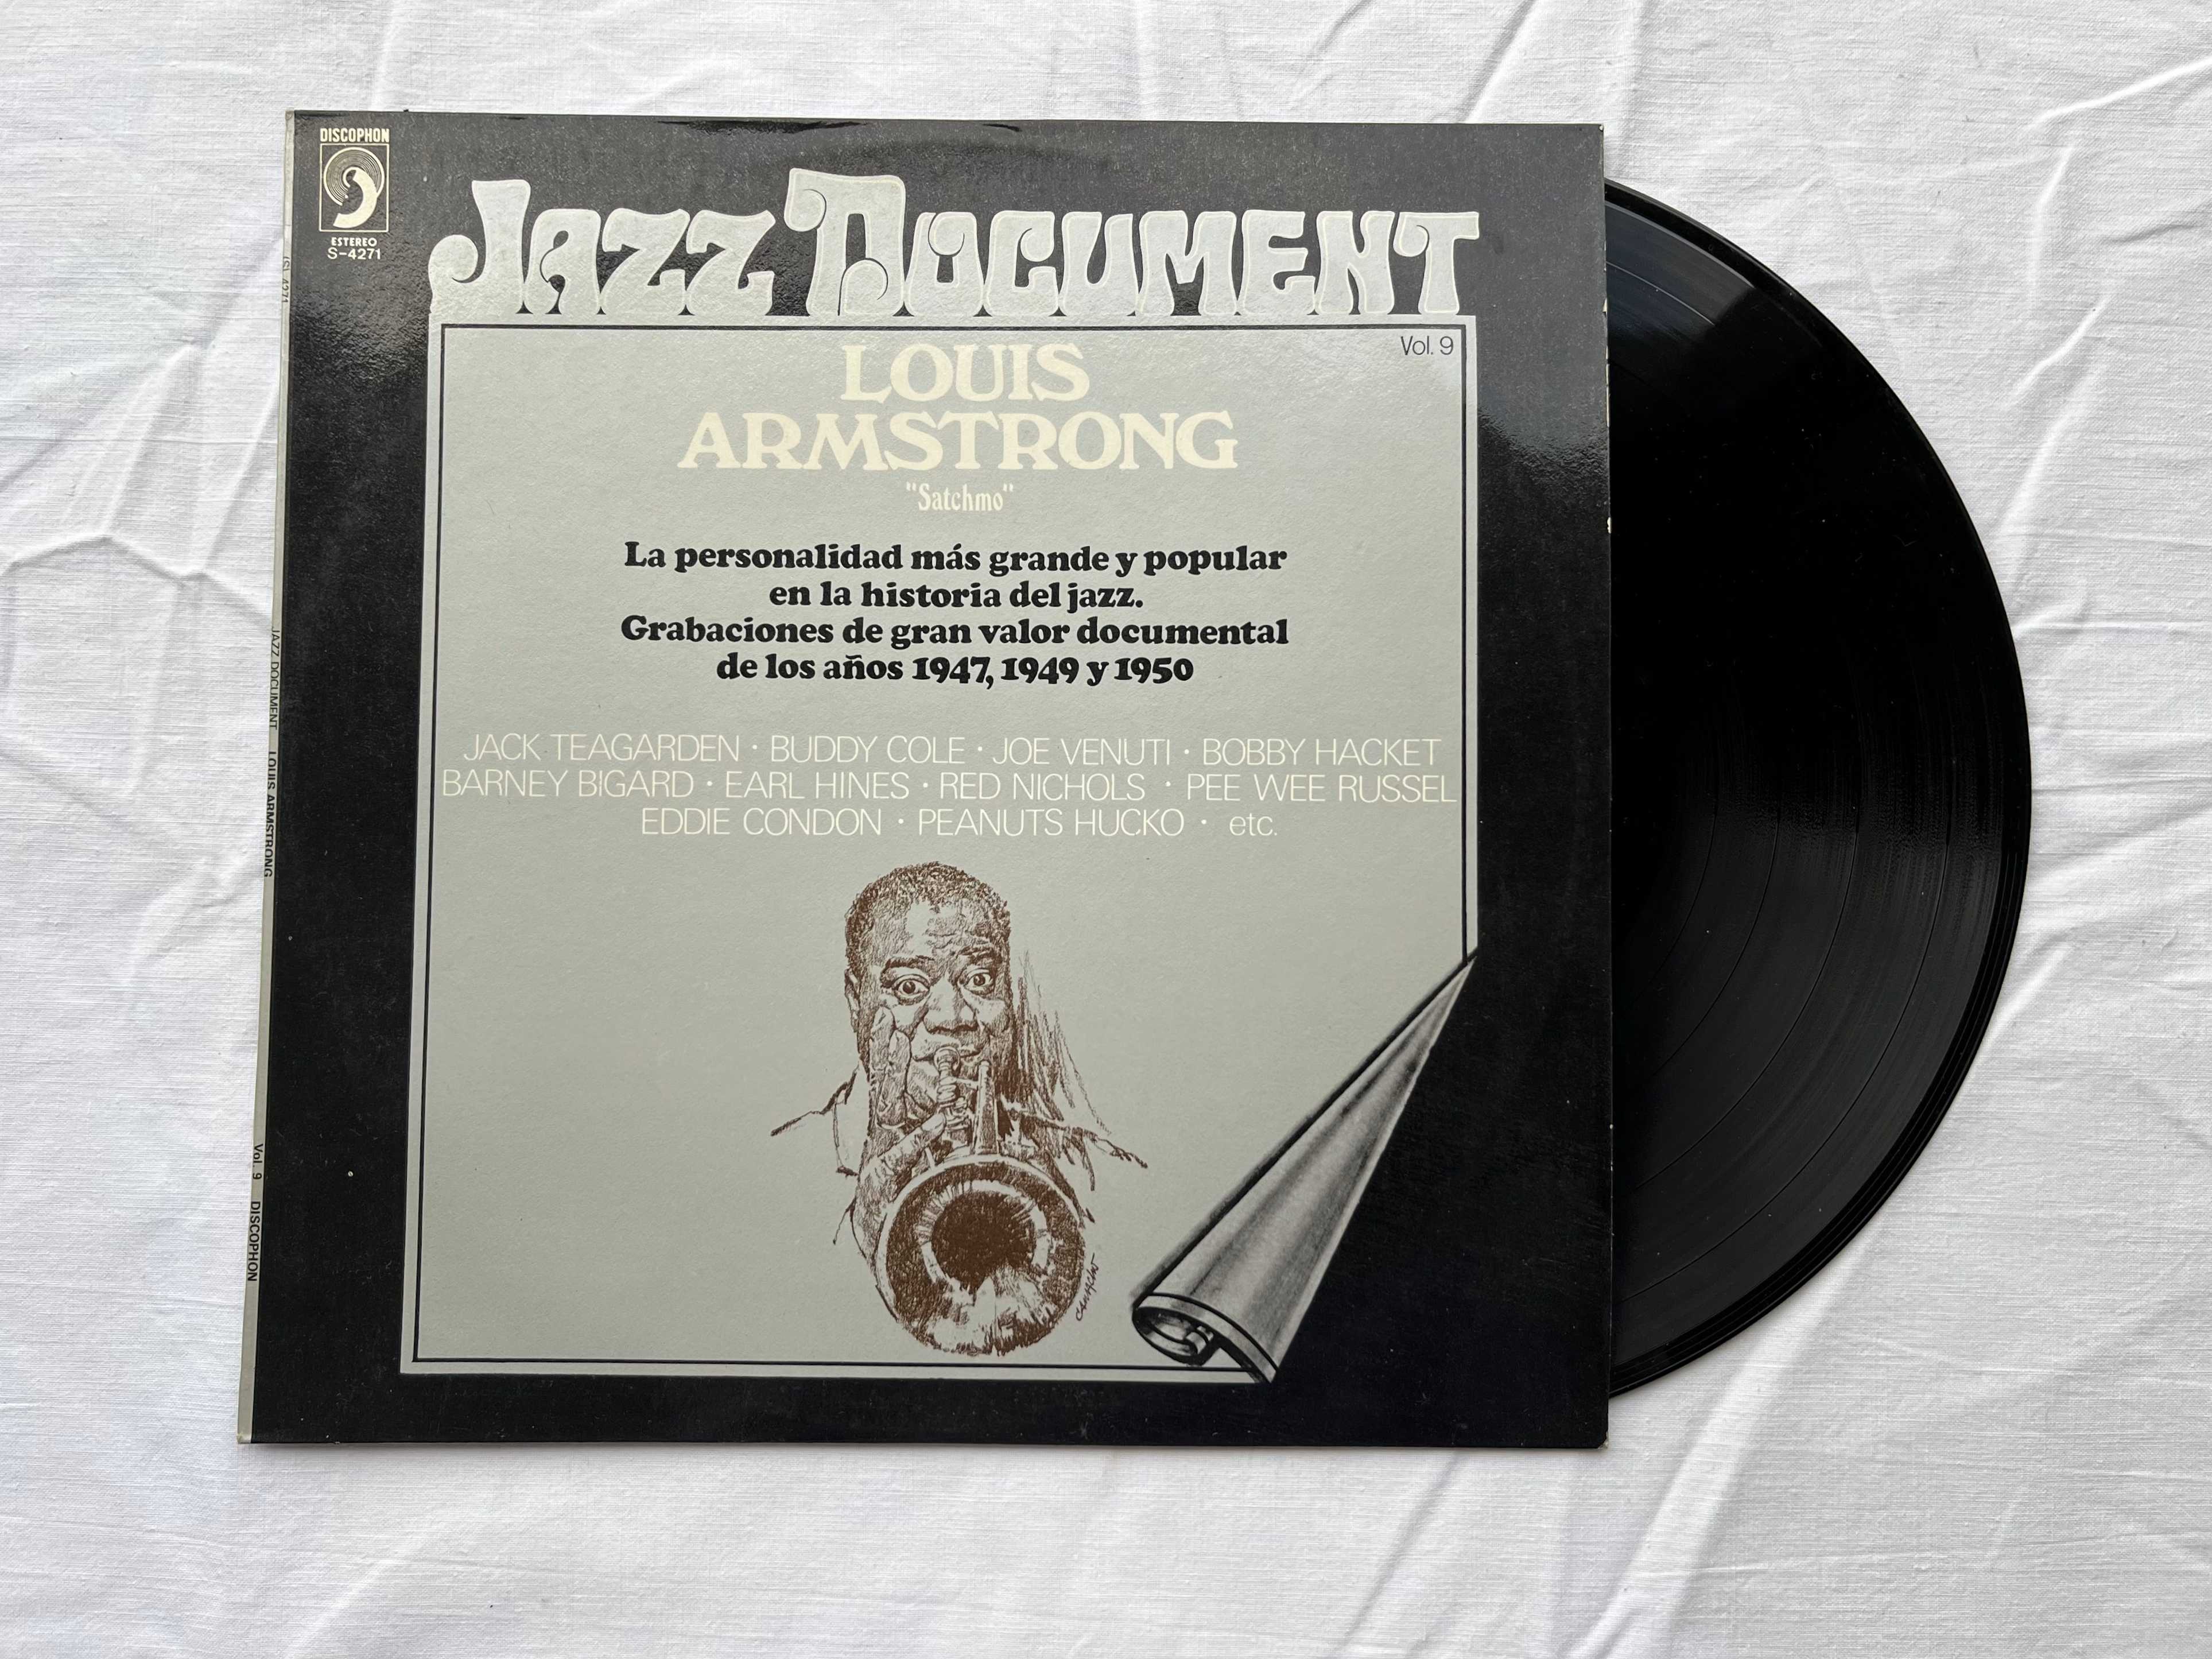 DISCOPHON
ESTEREO
S-4271
JAZZ DOCUMENT
Vol. 9
LOUIS
ARMSTRONG
"Satchmo"
La personalidad más grande y popular
en la historia del jazz.
Grabaciones de gran valor documental
de los años 1947, 1949 y 1950
JACK TEAGARDEN · BUDDY COLE · JOE VENUTI · BOBBY HACKET
BARNEY BIGARD · EARL HINES · RED NICHOLS · PEE WEE RUSSEL
EDDIE CONDON · PEANUTS HUCKO · etc.
(S) 4271 JAZZ DOCUMENT LOUIS ARMSTRONG Vol. 9 DISCOPHON